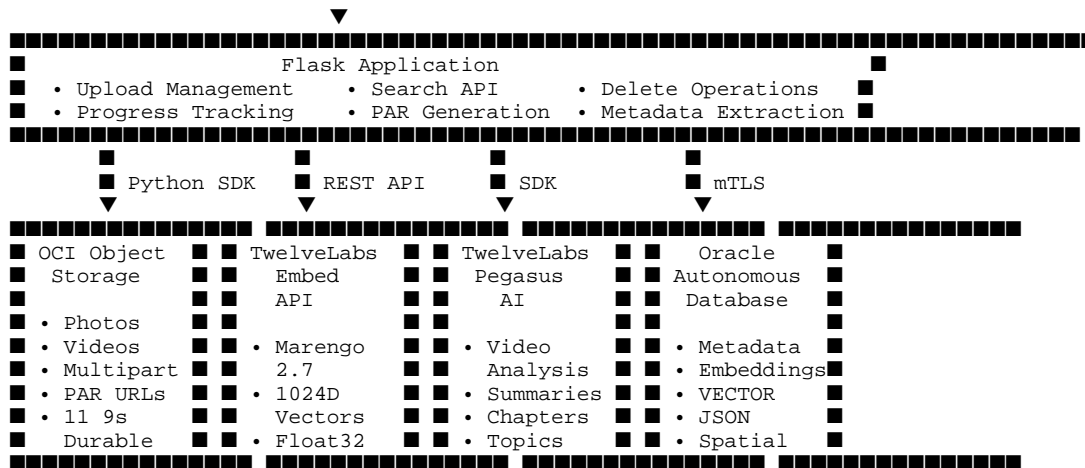 Flask Application
• Upload Management • Search API • Delete Operations
• Progress Tracking • PAR Generation • Metadata Extraction
Python SDK REST API SDK mTLS
OCI Object TwelveLabs TwelveLabs Oracle
Storage Embed Pegasus Autonomous
API AI Database
• Photos
• Videos • Marengo • Video • Metadata
• Multipart 2.7 Analysis • Embeddings
• PAR URLs • 1024D • Summaries • VECTOR
• 11 9s Vectors • Chapters • JSON
Durable • Float32 • Topics • Spatial